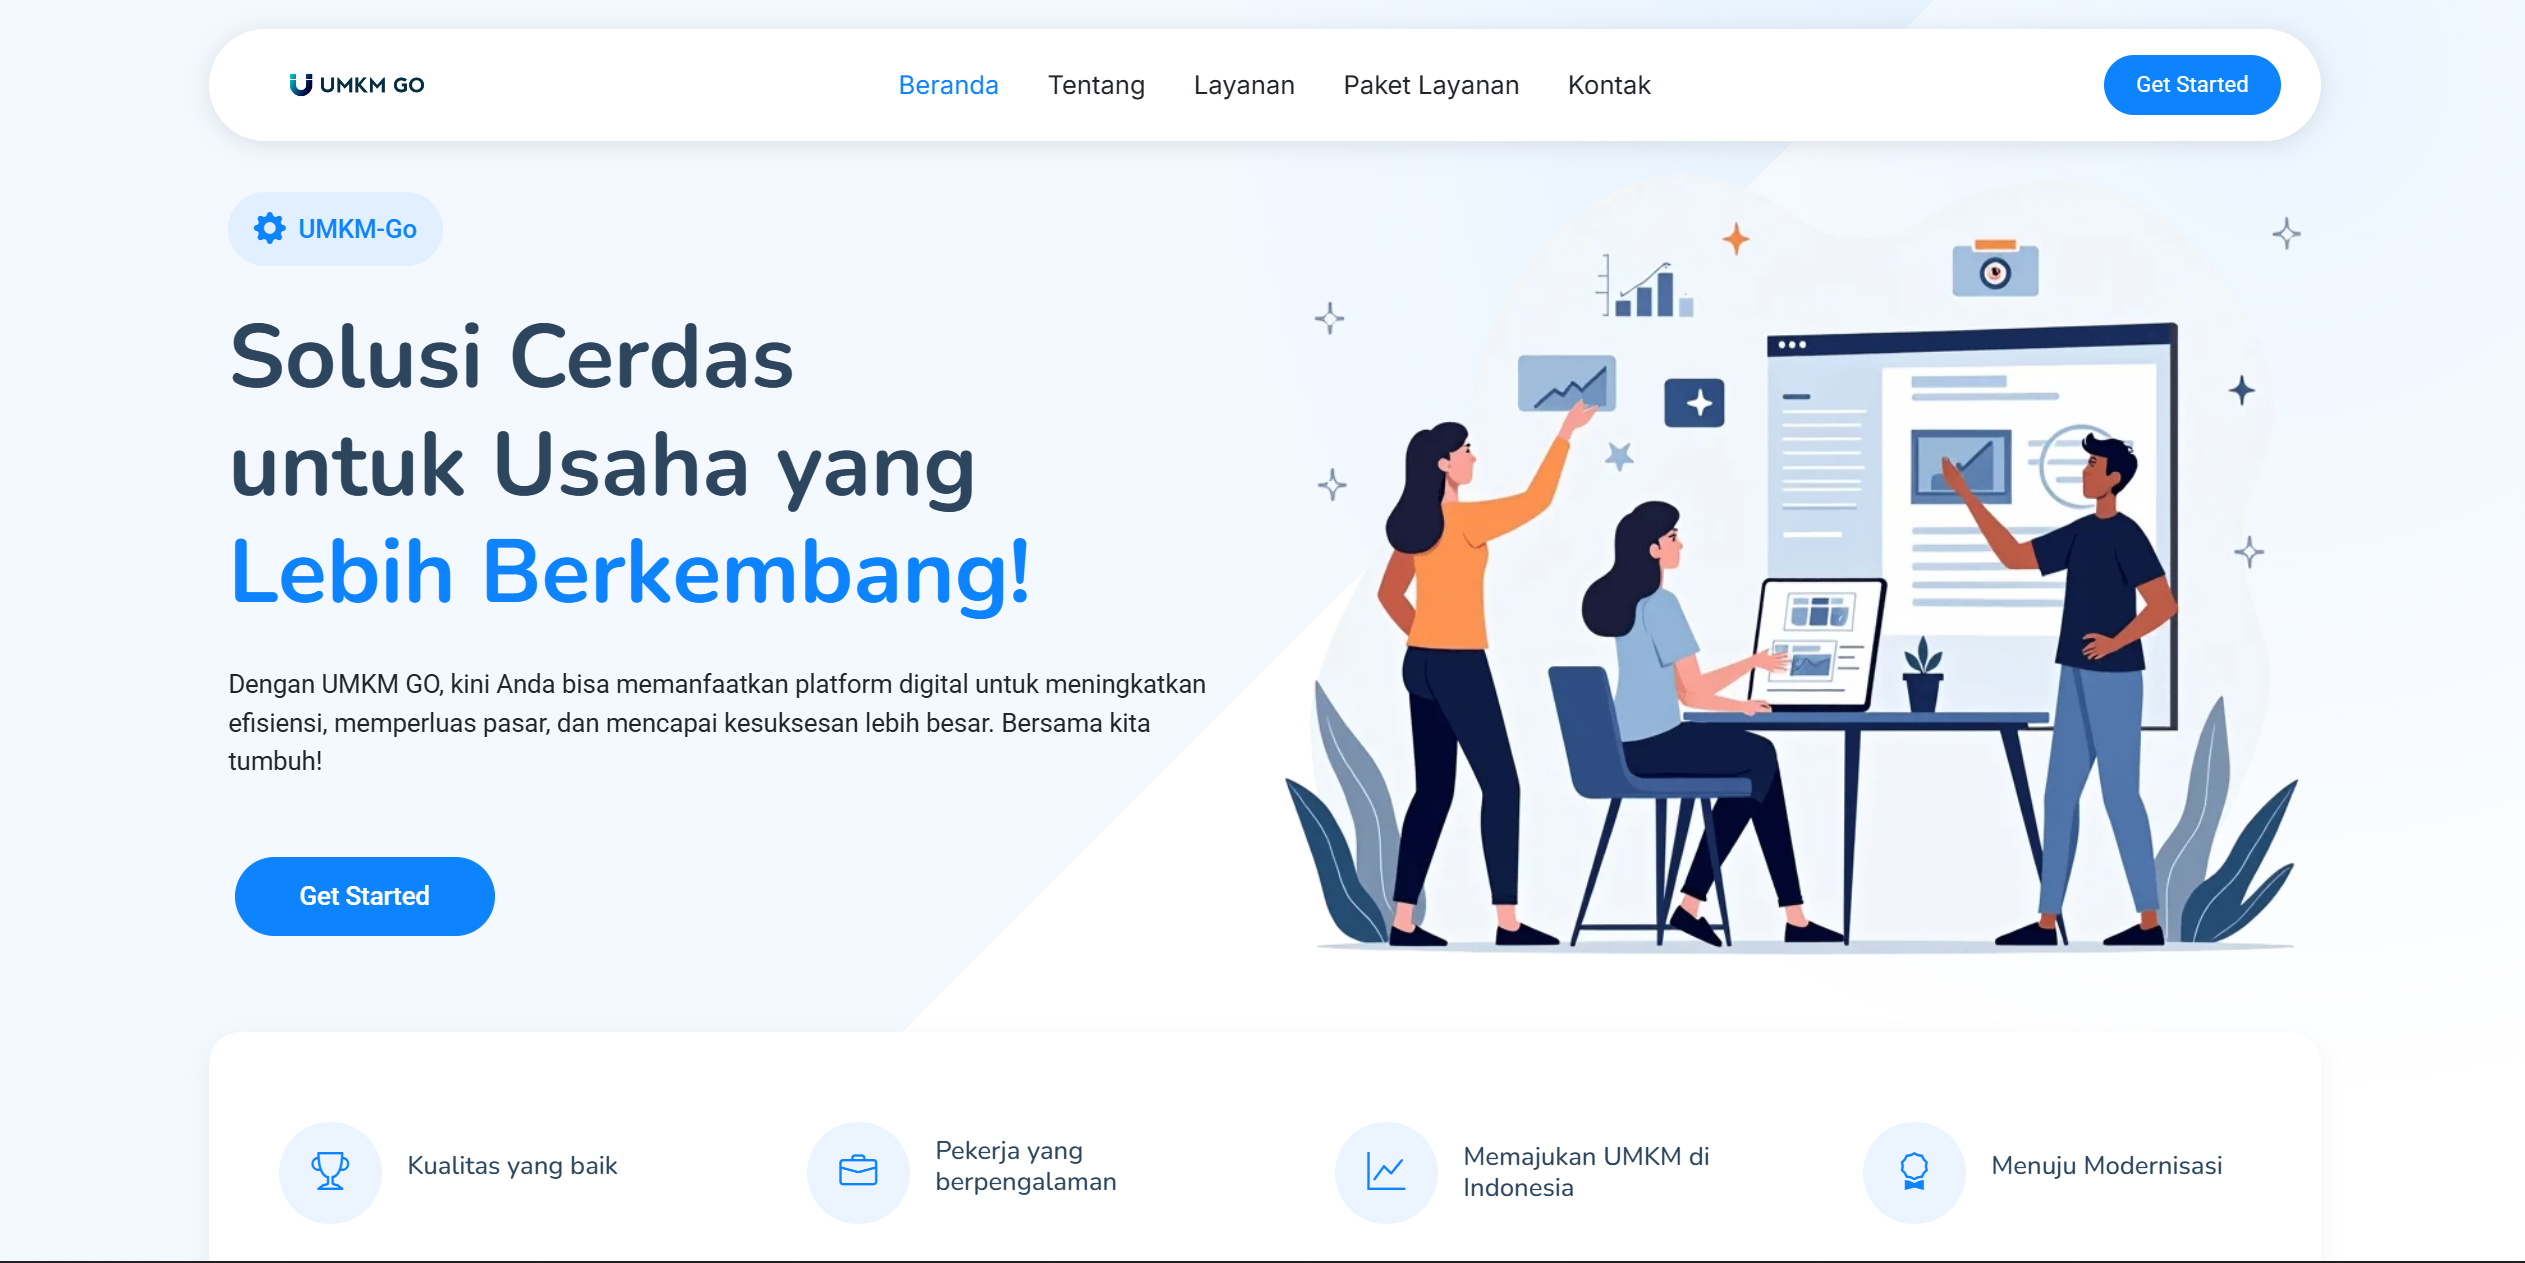 UMKM GO
Beranda Tentang Layanan Paket Layanan Kontak
Get Started
UMKM-Go
Solusi Cerdas
untuk Usaha yang
Lebih Berkembang!
Dengan UMKM GO, kini Anda bisa memanfaatkan platform digital untuk meningkatkan
efisiensi, memperluas pasar, dan mencapai kesuksesan lebih besar. Bersama kita
tumbuh!
Get Started
Kualitas yang baik
Pekerja yang
berpengalaman
Memajukan UMKM di
Indonesia
Menuju Modernisasi